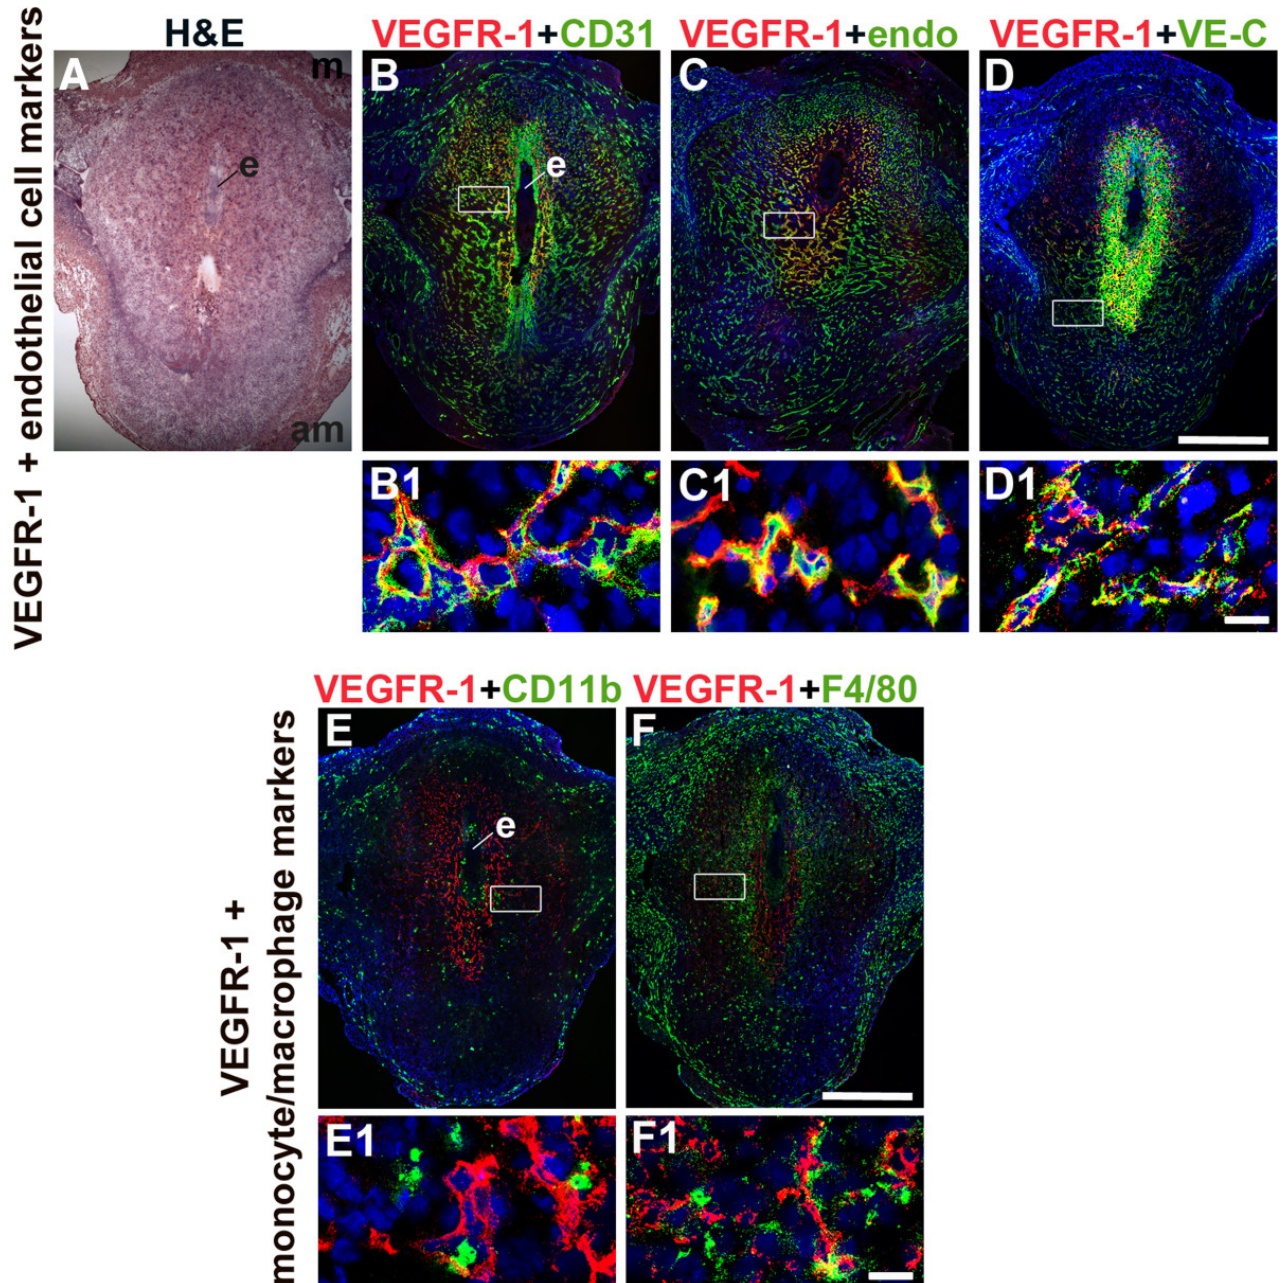 VEGFR-1 + endothelial cell markers
H&E
VEGFR-1+CD31
VEGFR-1+endo
VEGFR-1+VE-C
A
m
e
am
B
e
C
D
B1
C1
D1
VEGFR-1 +
monocyte/macrophage markers
VEGFR-1+CD11b
VEGFR-1+F4/80
E
e
F
E1
F1